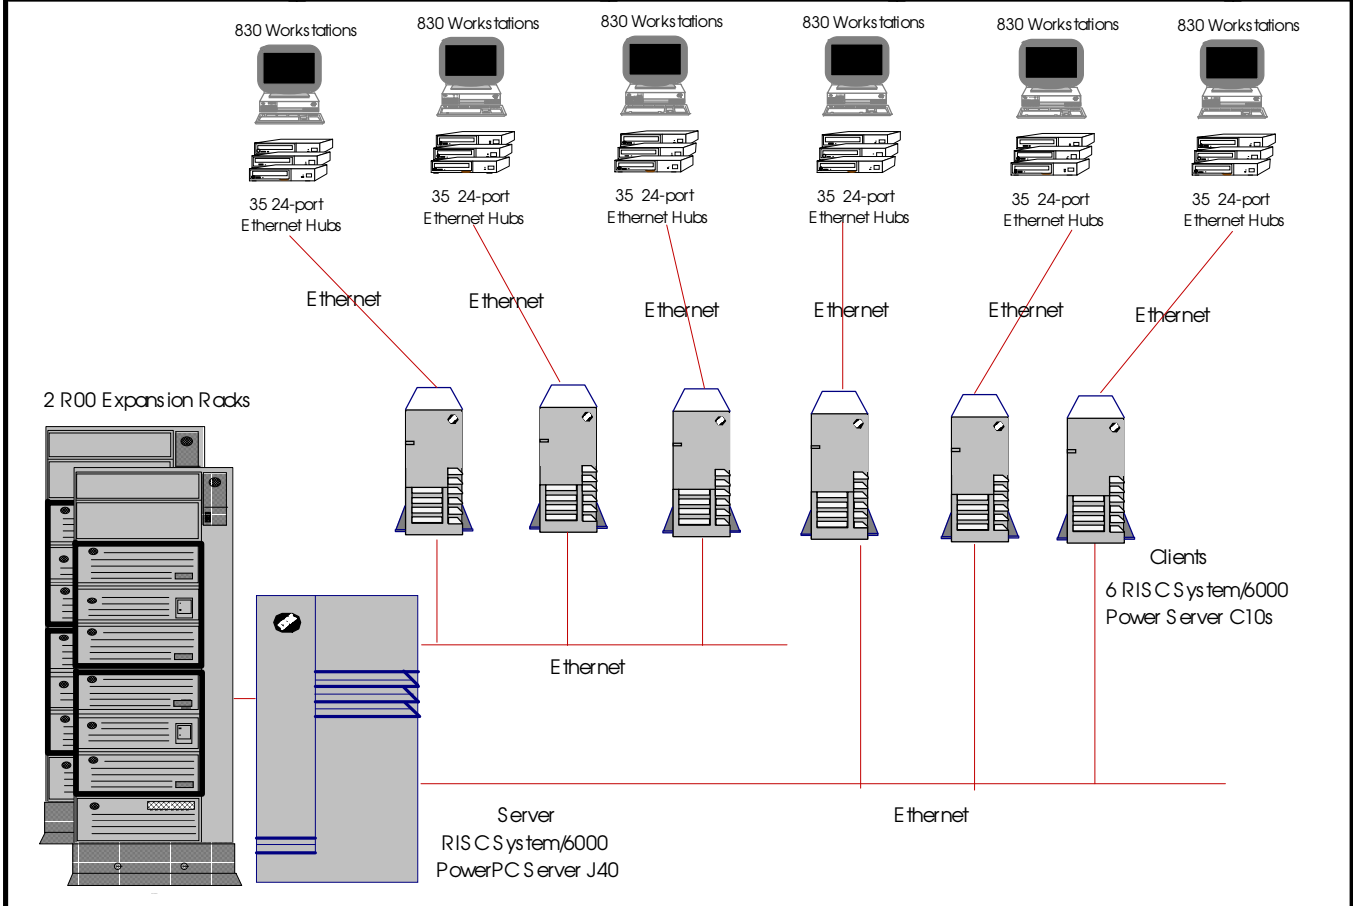 830 Workstations
830 Workstations
830 Workstations
830 Workstations
830 Workstations
830 Workstations
35 24-port
Ethernet Hubs
35 24-port
Ethernet Hubs
35 24-port
Ethernet Hubs
35 24-port
Ethernet Hubs
35 24-port
Ethernet Hubs
35 24-port
Ethernet Hubs
Ethernet
Ethernet
Ethernet
Ethernet
Ethernet
Ethernet
2 R00 Expansion Racks
Clients
6 RISC System/6000
Power Server C10s
Ethernet
Ethernet
Server
RISC System/6000
PowerPC Server J40